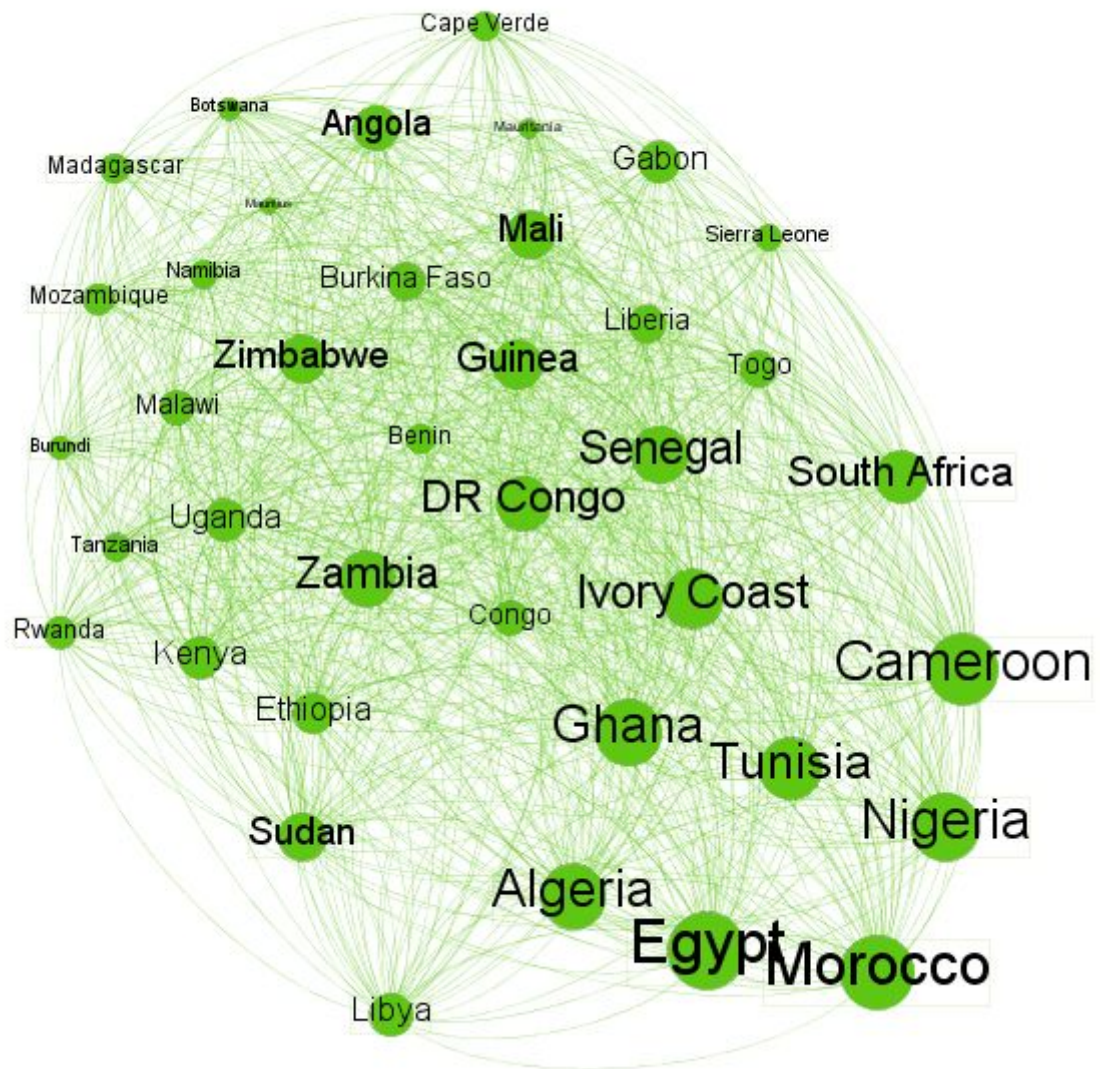 Cape Verde
Botswana
Angola
Mauritania
Madagascar
Gabon
Mauritius
Mali
Sierra Leone
Namibia
Burkina Faso
Mozambique
Liberia
Zimbabwe
Guinea
Togo
Malawi
Benin
Burundi
Senegal
South Africa
DR Congo
Uganda
Tanzania
Zambia
Ivory Coast
Congo
Rwanda
Kenya
Cameroon
Ethiopia
Ghana
Tunisia
Nigeria
Sudan
Algeria
Egypt
Morocco
Libya